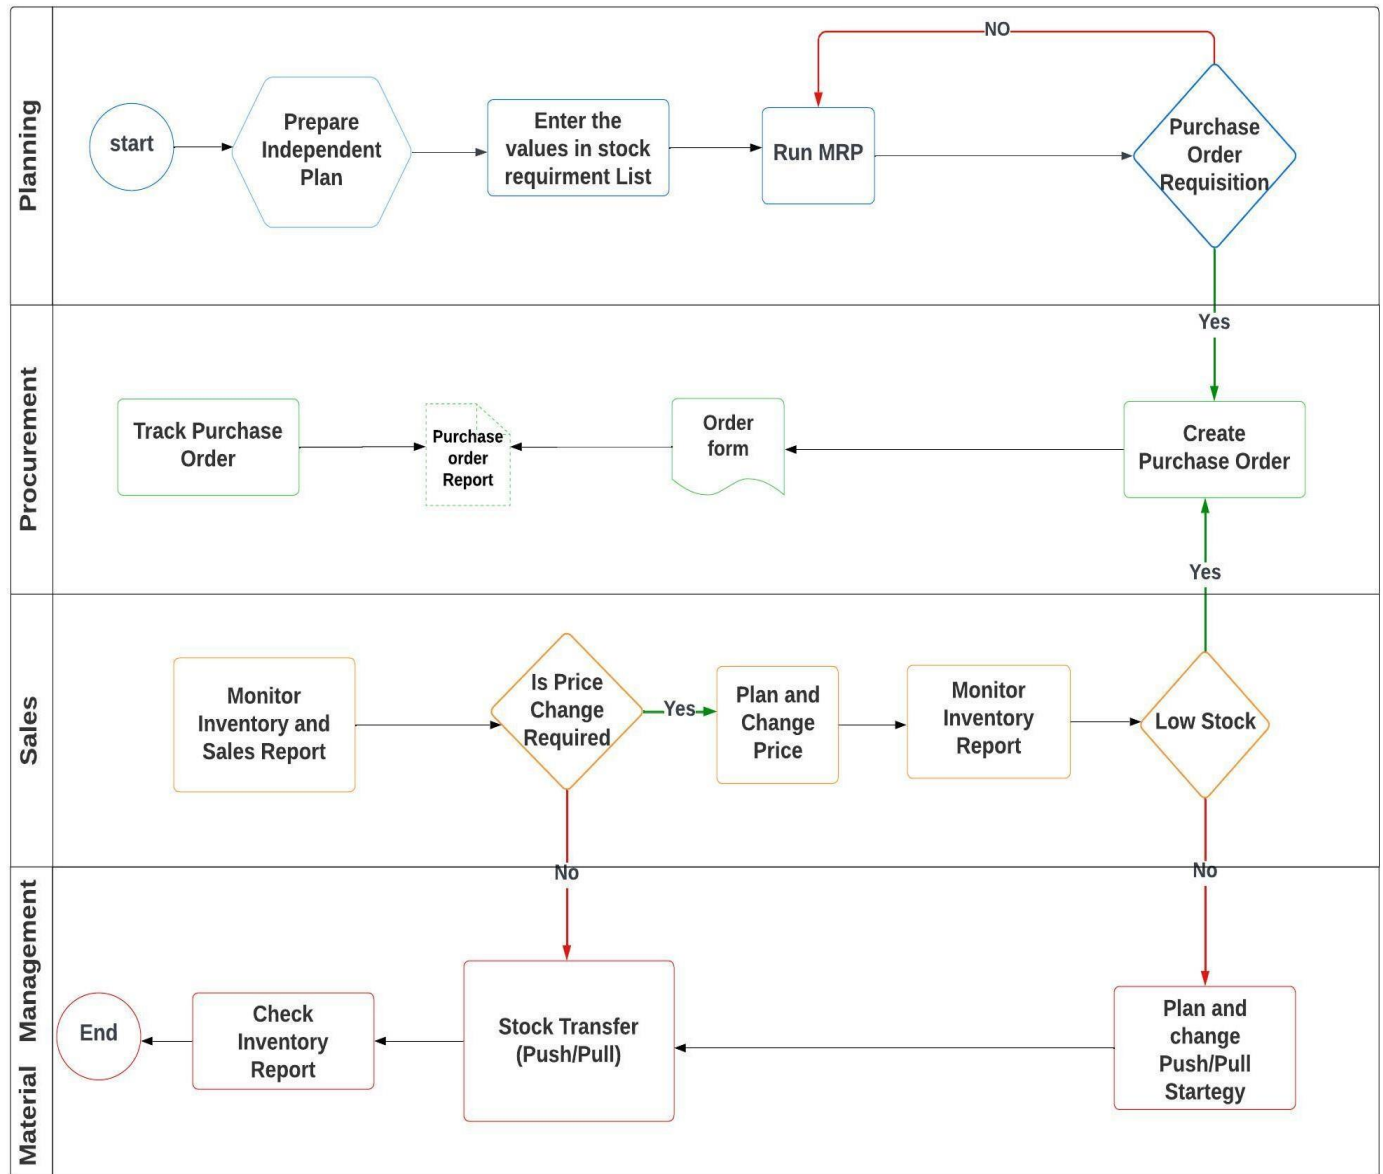 Planning
NO
start
Prepare
Independent
Plan
Enter the
values in stock
requirment List
Run MRP
Purchase
Order
Requisition
Yes
Procurement
Track Purchase
Order
Purchase
order
Report
Order
form
Create
Purchase Order
Yes
Sales
Monitor
Inventory and
Sales Report
Is Price
Change
Required
Yes
Plan and
Change
Price
Monitor
Inventory
Report
Low Stock
No
No
Material Management
End
Check
Inventory
Report
Stock Transfer
(Push/Pull)
Plan and
change
Push/Pull
Startegy